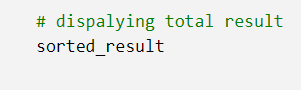 # dispalying total result
sorted_result